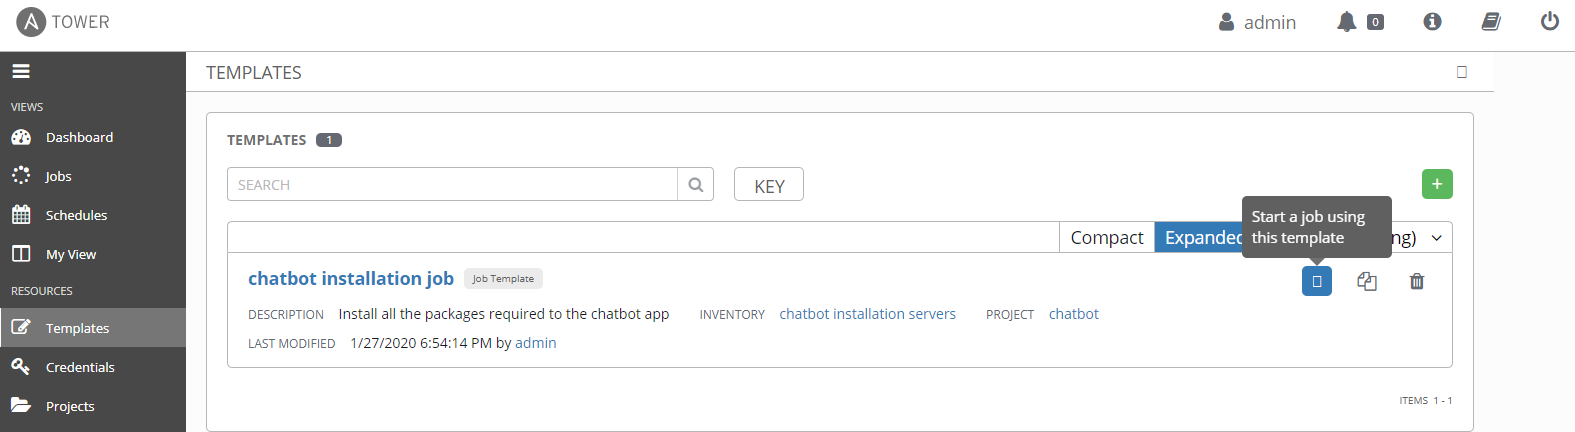 A TOWER
admin 0
TEMPLATES
VIEWS
Dashboard
Jobs
Schedules
My View
RESOURCES
Templates
Credentials
Projects
TEMPLATES 1
SEARCH KEY
+
Start a job using
this template
Compact Expanded ng)
chatbot installation job Job Template
DESCRIPTION Install all the packages required to the chatbot app INVENTORY chatbot installation servers PROJECT chatbot
LAST MODIFIED 1/27/2020 6:54:14 PM by admin
ITEMS 1 - 1